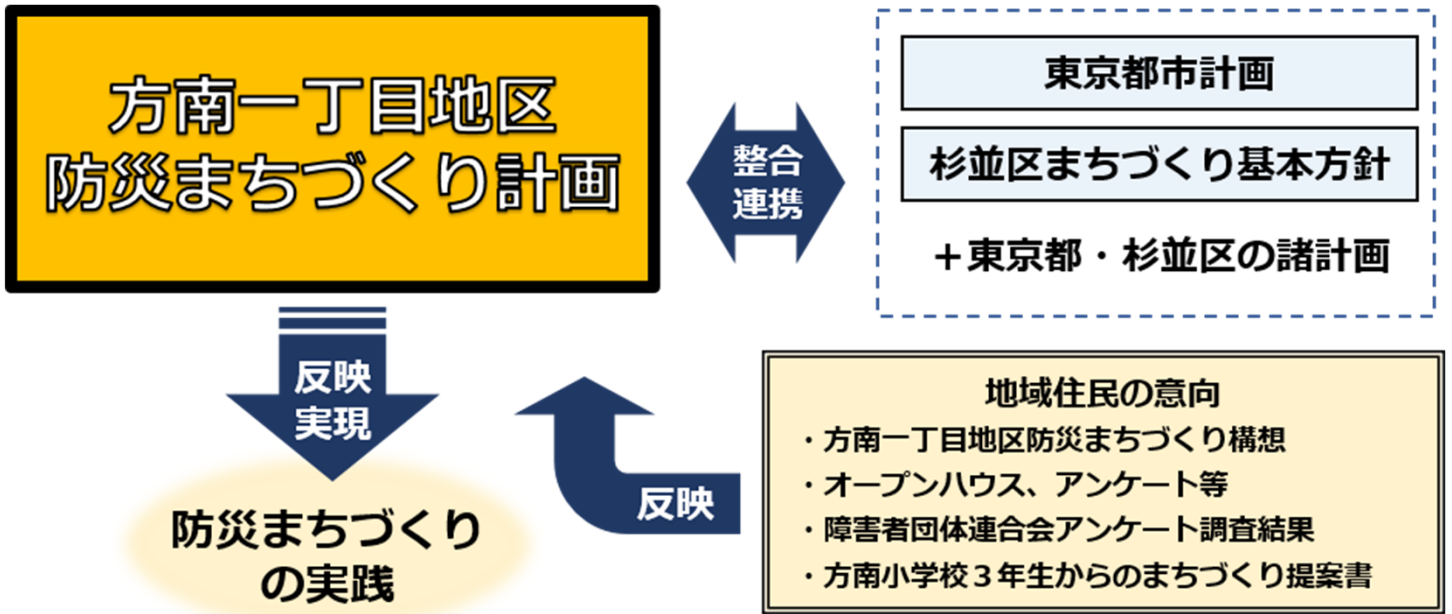 方南一丁目地区
防災まちづくり計画
整合
連携
東京都市計画
杉並区まちづくり基本方針
＋東京都・杉並区の諸計画
反映
実現
防災まちづくり
の実践
反映
地域住民の意向
・方南一丁目地区防災まちづくり構想
・オープンハウス、アンケート等
・障害者団体連合会アンケート調査結果
・方南小学校３年生からのまちづくり提案書